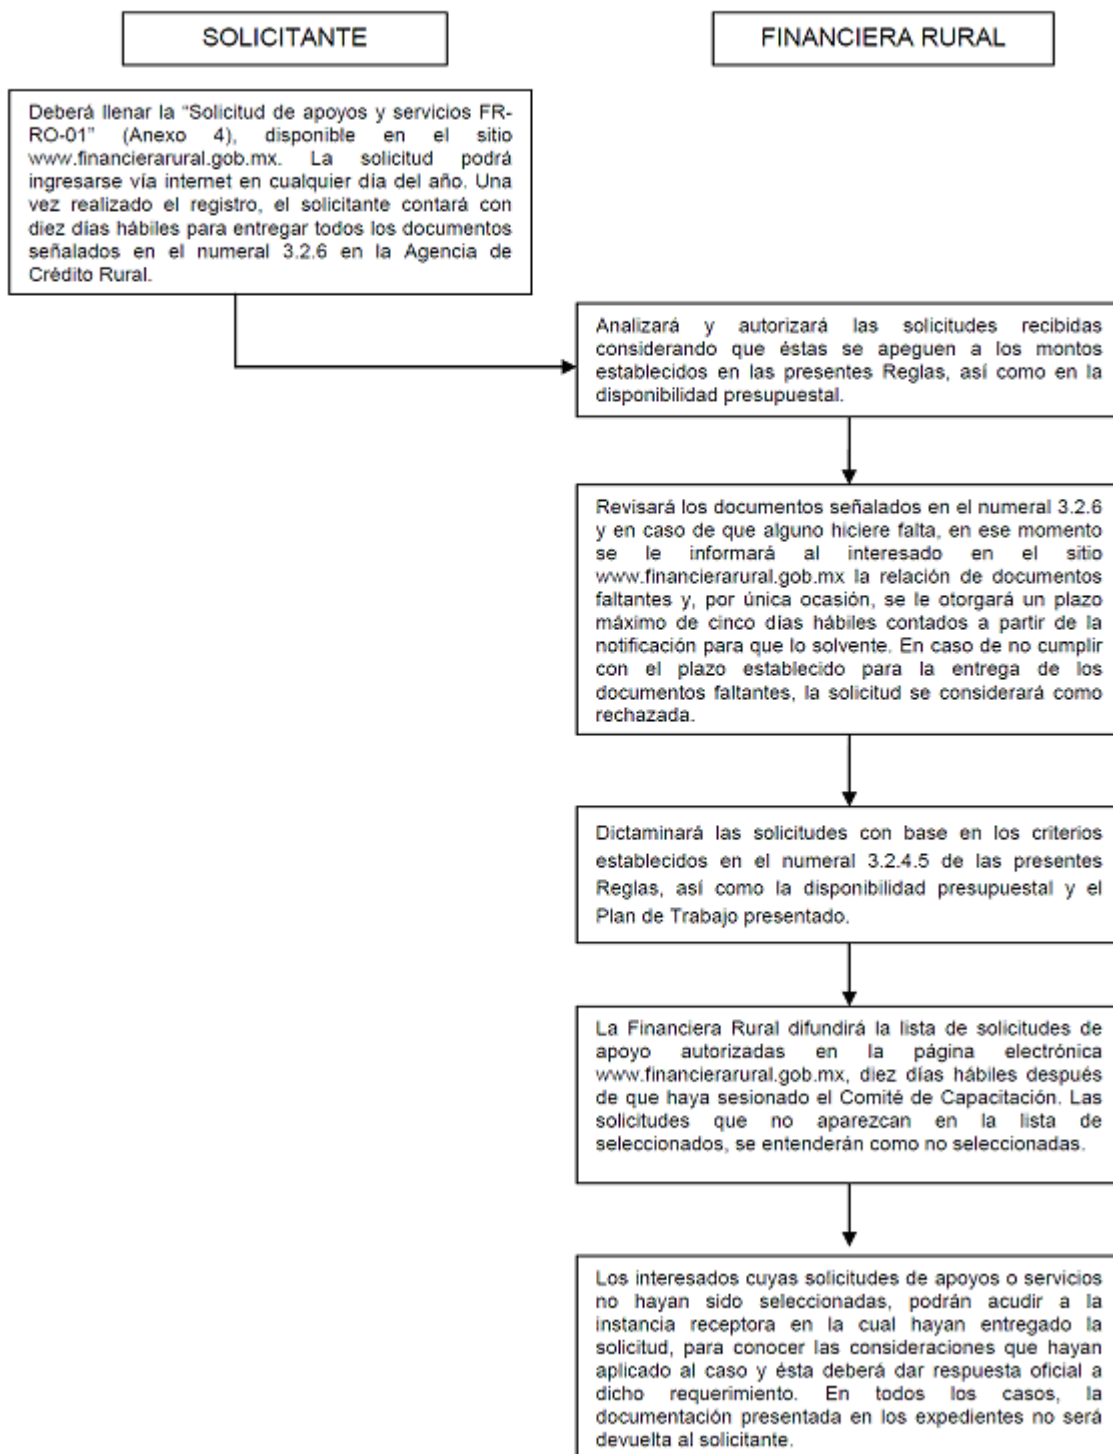 SOLICITANTE
FINANCIERA RURAL
Deberá llenar la “Solicitud de apoyos y servicios FR-
RO-01” (Anexo 4), disponible en el sitio
www.financierarural.gob.mx. La solicitud podrá
ingresarse vía internet en cualquier día del año. Una
vez realizado el registro, el solicitante contará con
diez días hábiles para entregar todos los documentos
señalados en el numeral 3.2.6 en la Agencia de
Crédito Rural.
Analizará y autorizará las solicitudes recibidas
considerando que éstas se apeguen a los montos
establecidos en las presentes Reglas, así como en la
disponibilidad presupuestal.
Revisará los documentos señalados en el numeral 3.2.6
y en caso de que alguno hiciere falta, en ese momento
se le informará al interesado en el sitio
www.financierarural.gob.mx la relación de documentos
faltantes y, por única ocasión, se le otorgará un plazo
máximo de cinco días hábiles contados a partir de la
notificación para que lo solvente. En caso de no cumplir
con el plazo establecido para la entrega de los
documentos faltantes, la solicitud se considerará como
rechazada.
Dictaminará las solicitudes con base en los criterios
establecidos en el numeral 3.2.4.5 de las presentes
Reglas, así como la disponibilidad presupuestal y el
Plan de Trabajo presentado.
La Financiera Rural difundirá la lista de solicitudes de
apoyo autorizadas en la página electrónica
www.financierarural.gob.mx, diez días hábiles después
de que haya sesionado el Comité de Capacitación. Las
solicitudes que no aparezcan en la lista de
seleccionados, se entenderán como no seleccionadas.
Los interesados cuyas solicitudes de apoyos o servicios
no hayan sido seleccionadas, podrán acudir a la
instancia receptora en la cual hayan entregado la
solicitud, para conocer las consideraciones que hayan
aplicado al caso y ésta deberá dar respuesta oficial a
dicho requerimiento. En todos los casos, la
documentación presentada en los expedientes no será
devuelta al solicitante.